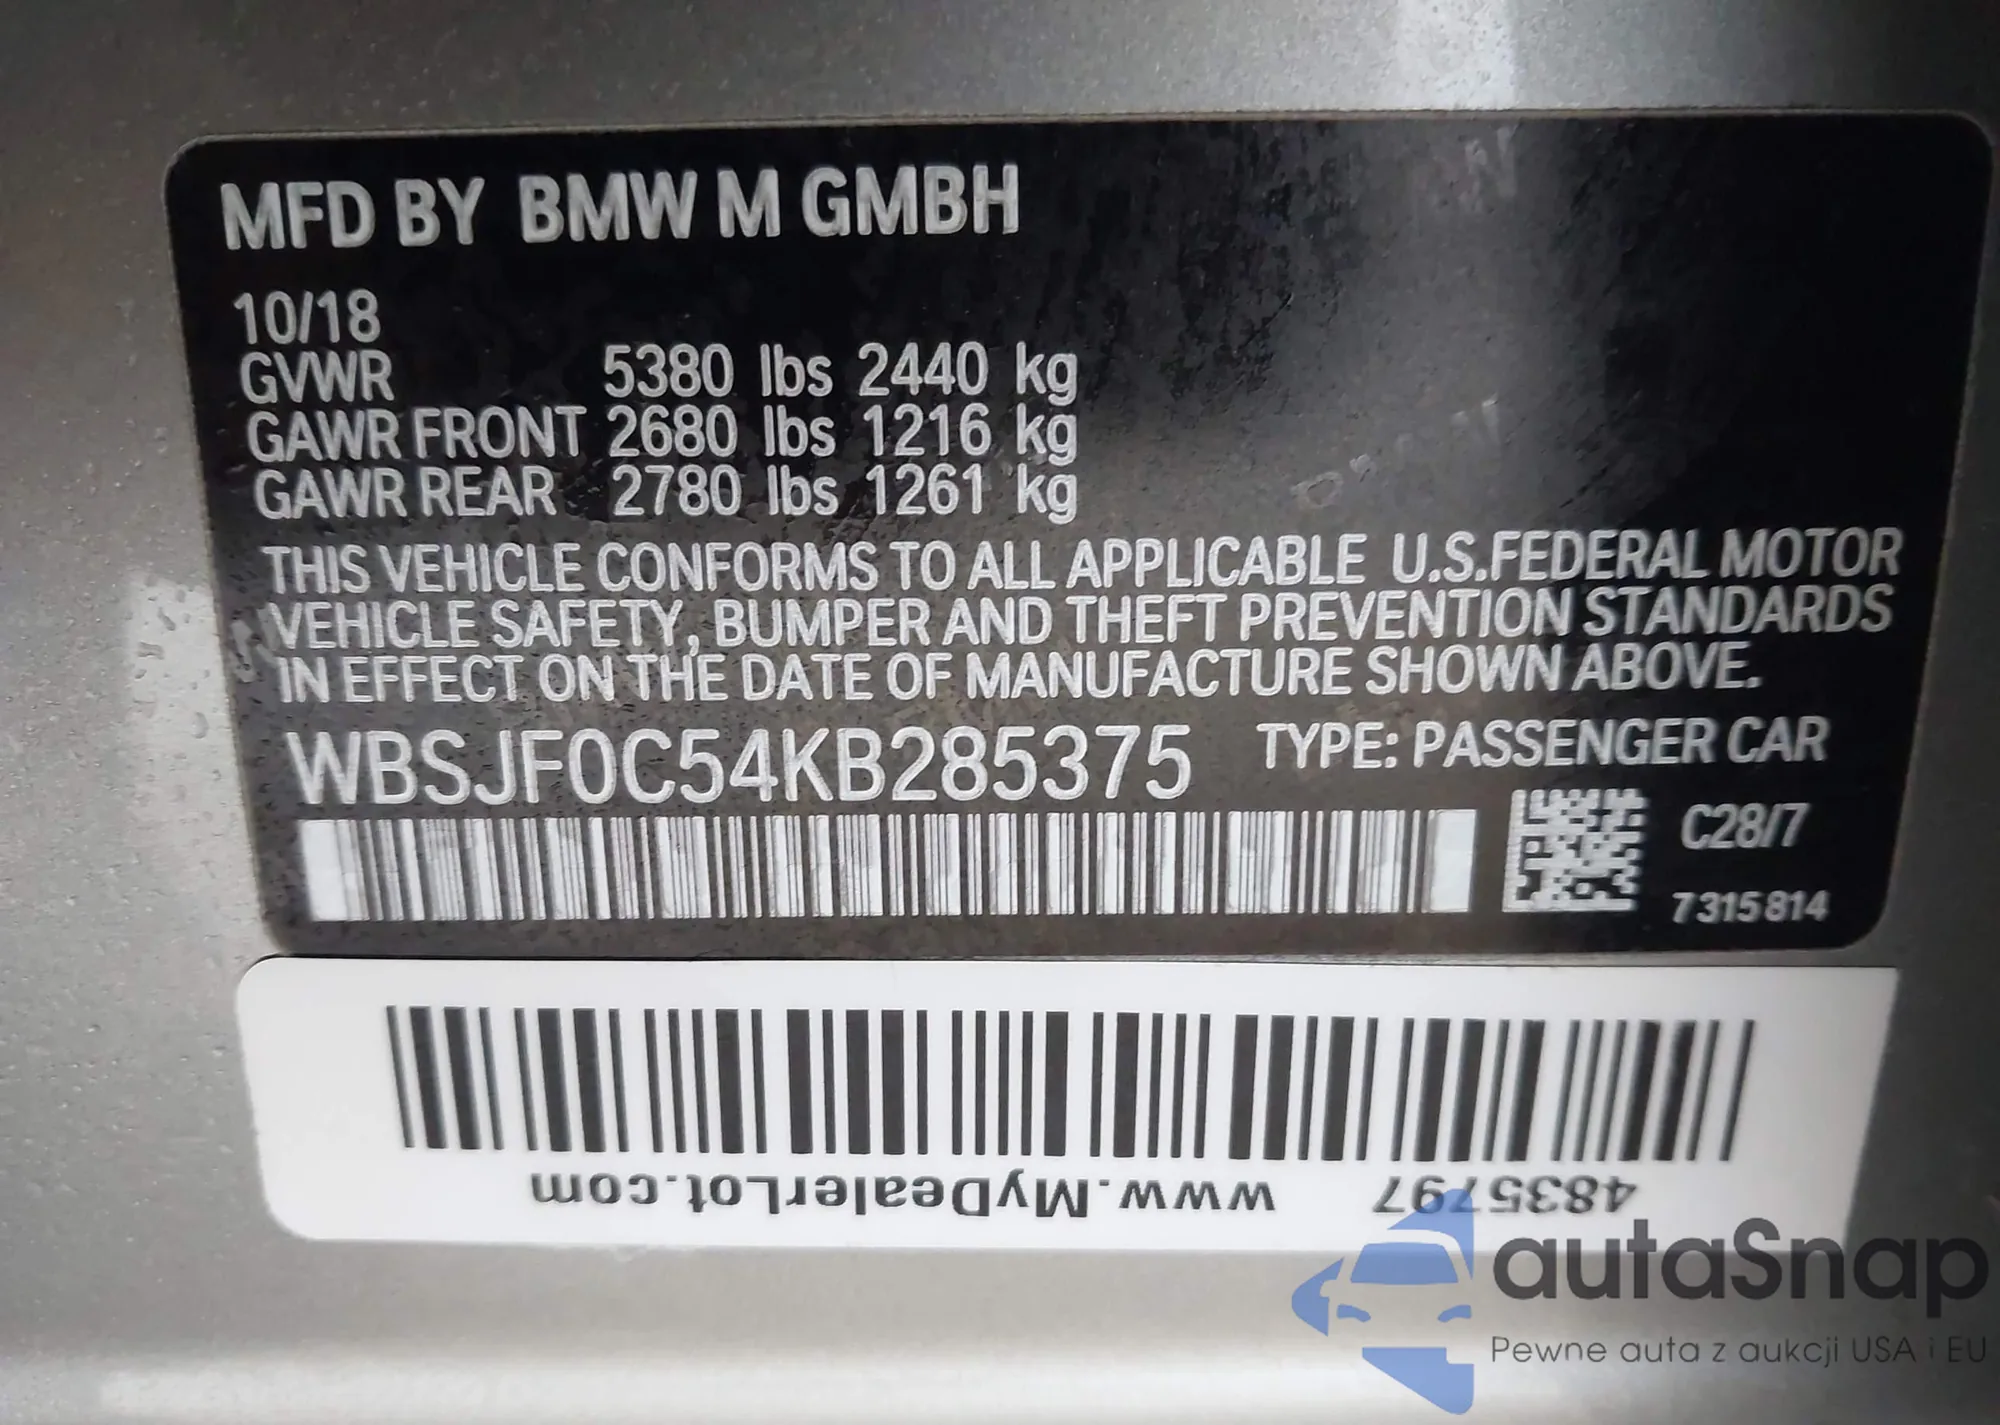 MFD BY BMW M GMBH
10/18
GVWR 5380 lbs 2440 kg
GAWR FRONT 2680 lbs 1216 kg
GAWR REAR 2780 lbs 1261 kg
THIS VEHICLE CONFORMS TO ALL APPLICABLE U.S.FEDERAL MOTOR
VEHICLE SAFETY, BUMPER AND THEFT PREVENTION STANDARDS
IN EFFECT ON THE DATE OF MANUFACTURE SHOWN ABOVE.
WBSJF0C54KB285375 TYPE: PASSENGER CAR
C28/7
7315814
4835797 www.MyDealerLot.com
autaSnap
Pewne auta z aukcji USA i EU